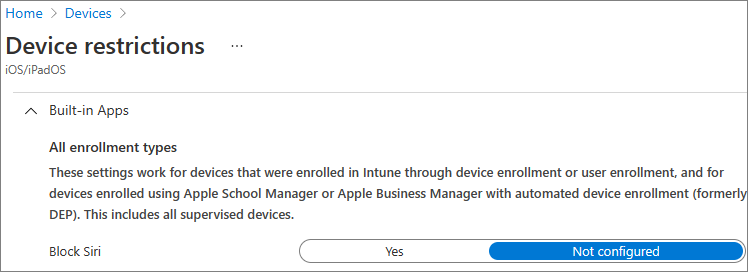 Home > Devices >
Device restrictions ...
iOS/iPadOS
Built-in Apps
All enrollment types
These settings work for devices that were enrolled in Intune through device enrollment or user enrollment, and for
devices enrolled using Apple School Manager or Apple Business Manager with automated device enrollment (formerly
DEP). This includes all supervised devices.
Block Siri Yes Not configured